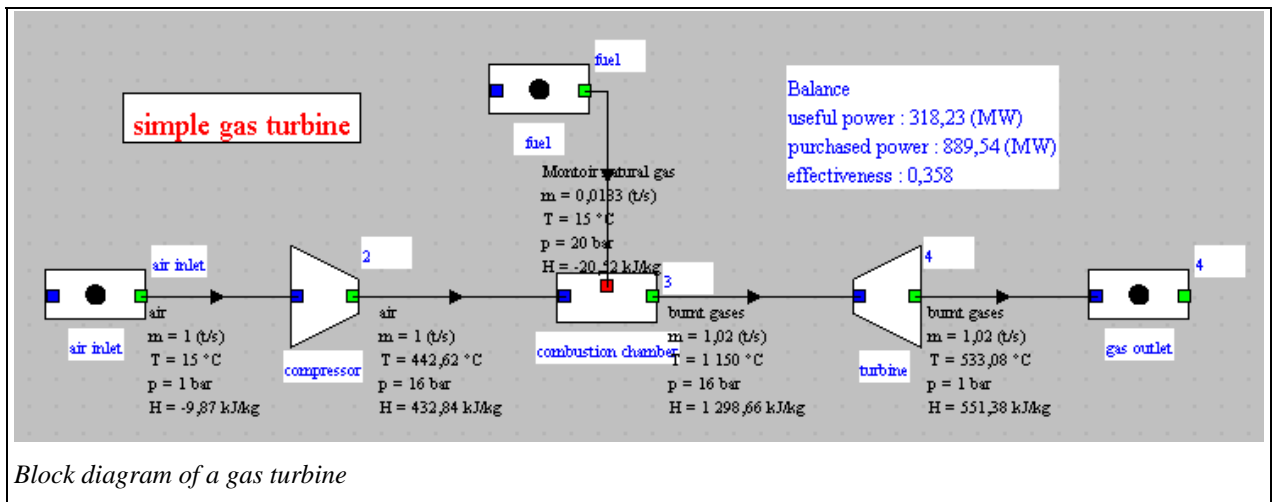 fuel
simple gas turbine
fuel
Balance
useful power : 318,23 (MW)
purchased power : 889,54 (MW)
effectiveness : 0,358
Montoir natural gas
m = 0,0183 (t/s)
T = 15 °C
p = 20 bar
H = -20,52 kJ/kg
air inlet
air inlet
air
m = 1 (t/s)
T = 15 °C
p = 1 bar
H = -9,87 kJ/kg
2
compressor
air
m = 1 (t/s)
T = 442,62 °C
p = 16 bar
H = 432,84 kJ/kg
3
combustion chamber
burnt gases
m = 1,02 (t/s)
T = 1 150 °C
p = 16 bar
H = 1 298,66 kJ/kg
4
turbine
burnt gases
m = 1,02 (t/s)
T = 533,08 °C
p = 1 bar
H = 551,38 kJ/kg
4
gas outlet
Block diagram of a gas turbine